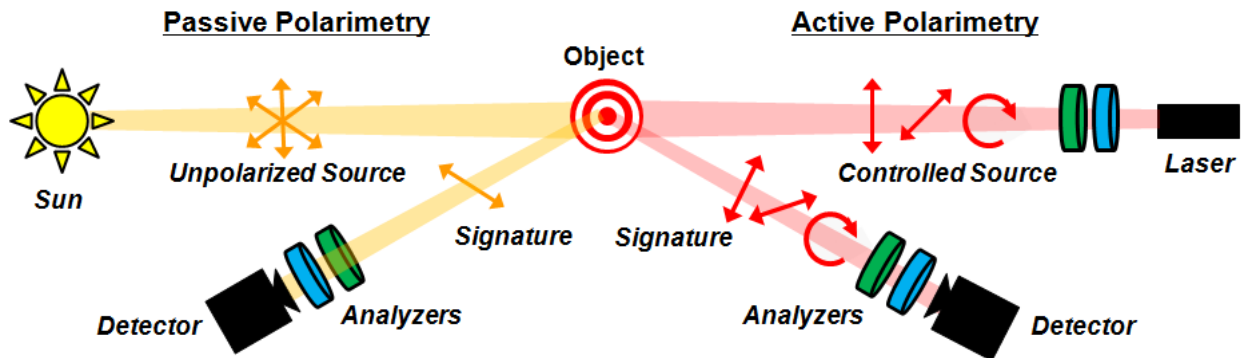 Passive Polarimetry
Active Polarimetry
Object
Unpolarized Source
Controlled Source
Sun
Laser
Signature
Signature
Analyzers
Analyzers
Detector
Detector